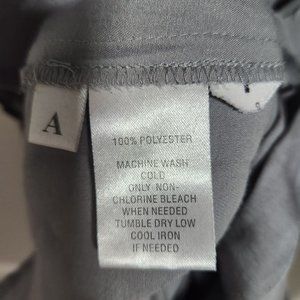 A
100% POLYESTER
MACHINE WASH
COLD
ONLY NON-
CHLORINE BLEACH
WHEN NEEDED
TUMBLE DRY LOW
COOL IRON
IF NEEDED